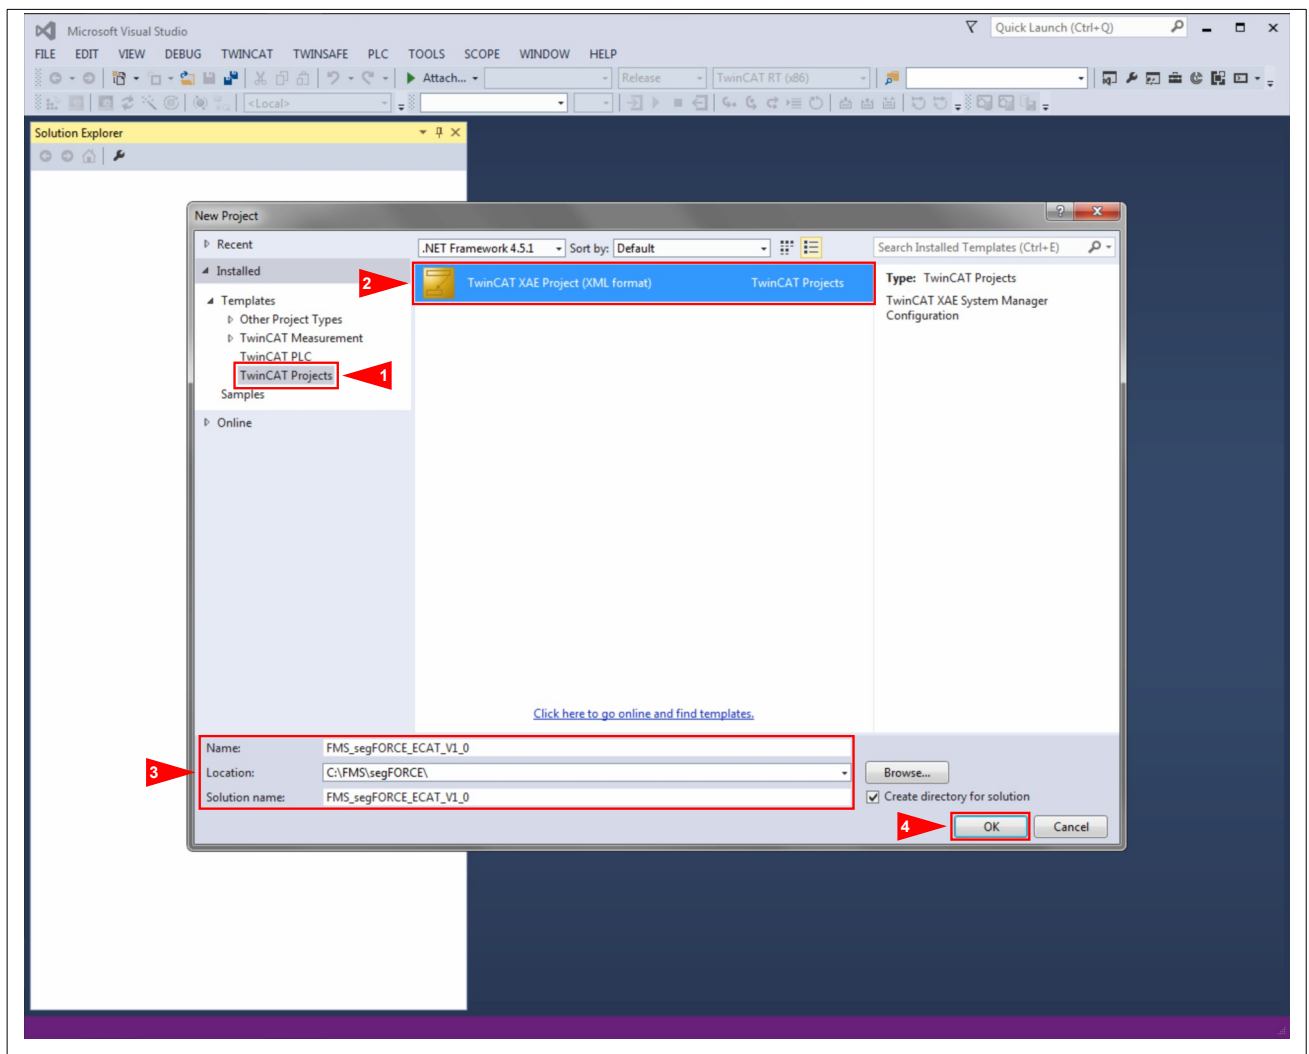 Microsoft Visual Studio
Quick Launch (Ctrl+Q)
FILE EDIT VIEW DEBUG TWINCAT TWINSAFE PLC TOOLS SCOPE WINDOW HELP
Attach... Release TwinCAT RT (x86)
<Local>
Solution Explorer
New Project
Recent
.NET Framework 4.5.1 Sort by: Default
Search Installed Templates (Ctrl+E)
Installed
2
TwinCAT XAE Project (XML format) TwinCAT Projects
Type: TwinCAT Projects
TwinCAT XAE System Manager
Configuration
Templates
Other Project Types
TwinCAT Measurement
TwinCAT PLC
TwinCAT Projects
1
Samples
Online
Click here to go online and find templates.
Name: FMS_segFORCE_ECAT_V1_0
3
Location: C:\FMS\segFORCE\
Browse...
Solution name: FMS_segFORCE_ECAT_V1_0
Create directory for solution
4
OK Cancel